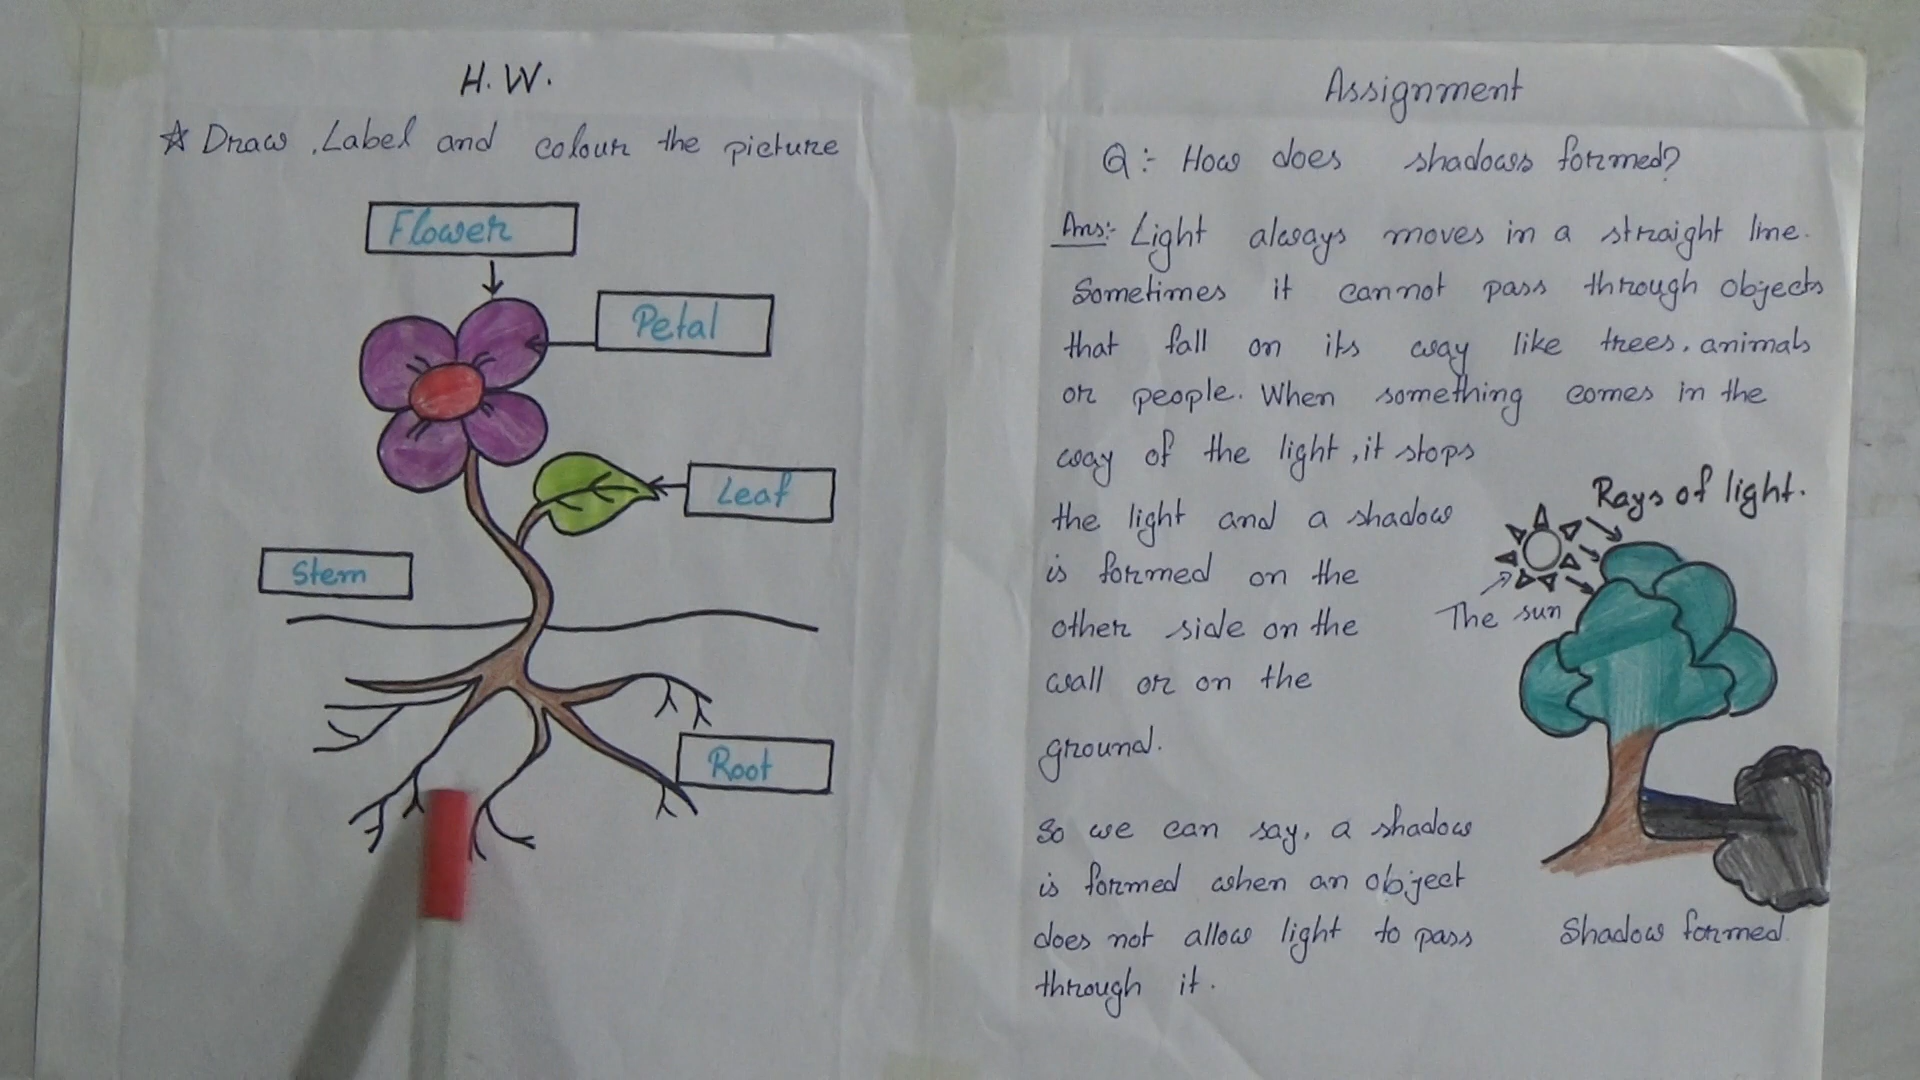 H.W.
☆ Draw, Label and colour the picture
Flower
Petal
Leaf
Stem
Root
Assignment
Q:- How does shadows formed?
Ans:- Light always moves in a straight line.
Sometimes it cannot pass through objects
that fall on its way like trees, animals
or people. When something comes in the
way of the light, it stops
the light and a shadow
is formed on the
other side on the
wall or on the
ground.
So we can say, a shadow
is formed when an object
does not allow light to pass
through it.
Rays of light.
The sun
Shadow formed.